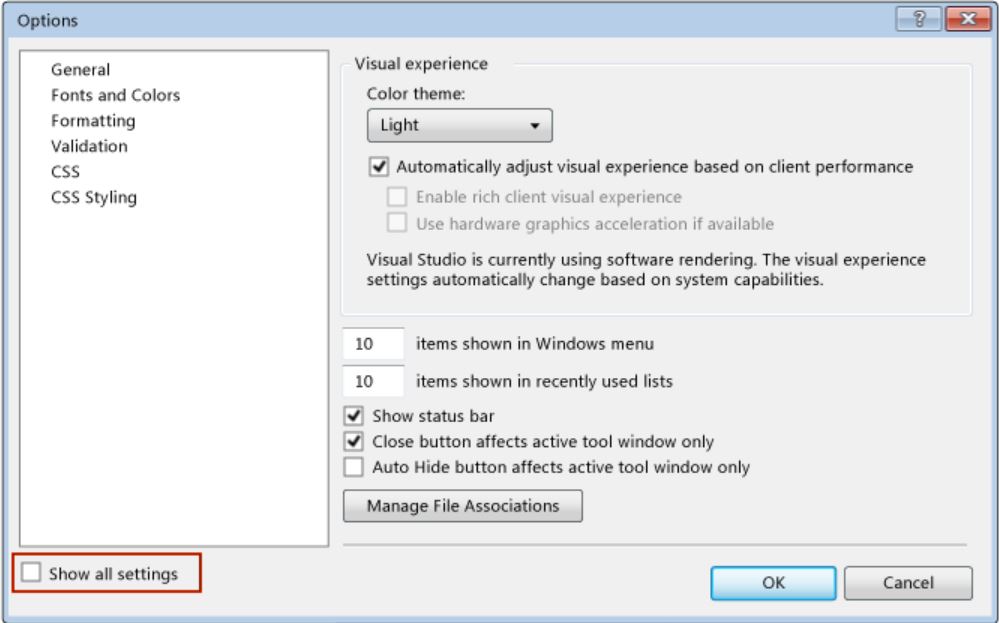 Options
General
Fonts and Colors
Formatting
Validation
CSS
CSS Styling
Show all settings
Visual experience
Color theme:
Light
Automatically adjust visual experience based on client performance
Enable rich client visual experience
Use hardware graphics acceleration if available
Visual Studio is currently using software rendering. The visual experience
settings automatically change based on system capabilities.
10 items shown in Windows menu
10 items shown in recently used lists
Show status bar
Close button affects active tool window only
Auto Hide button affects active tool window only
Manage File Associations
OK
Cancel